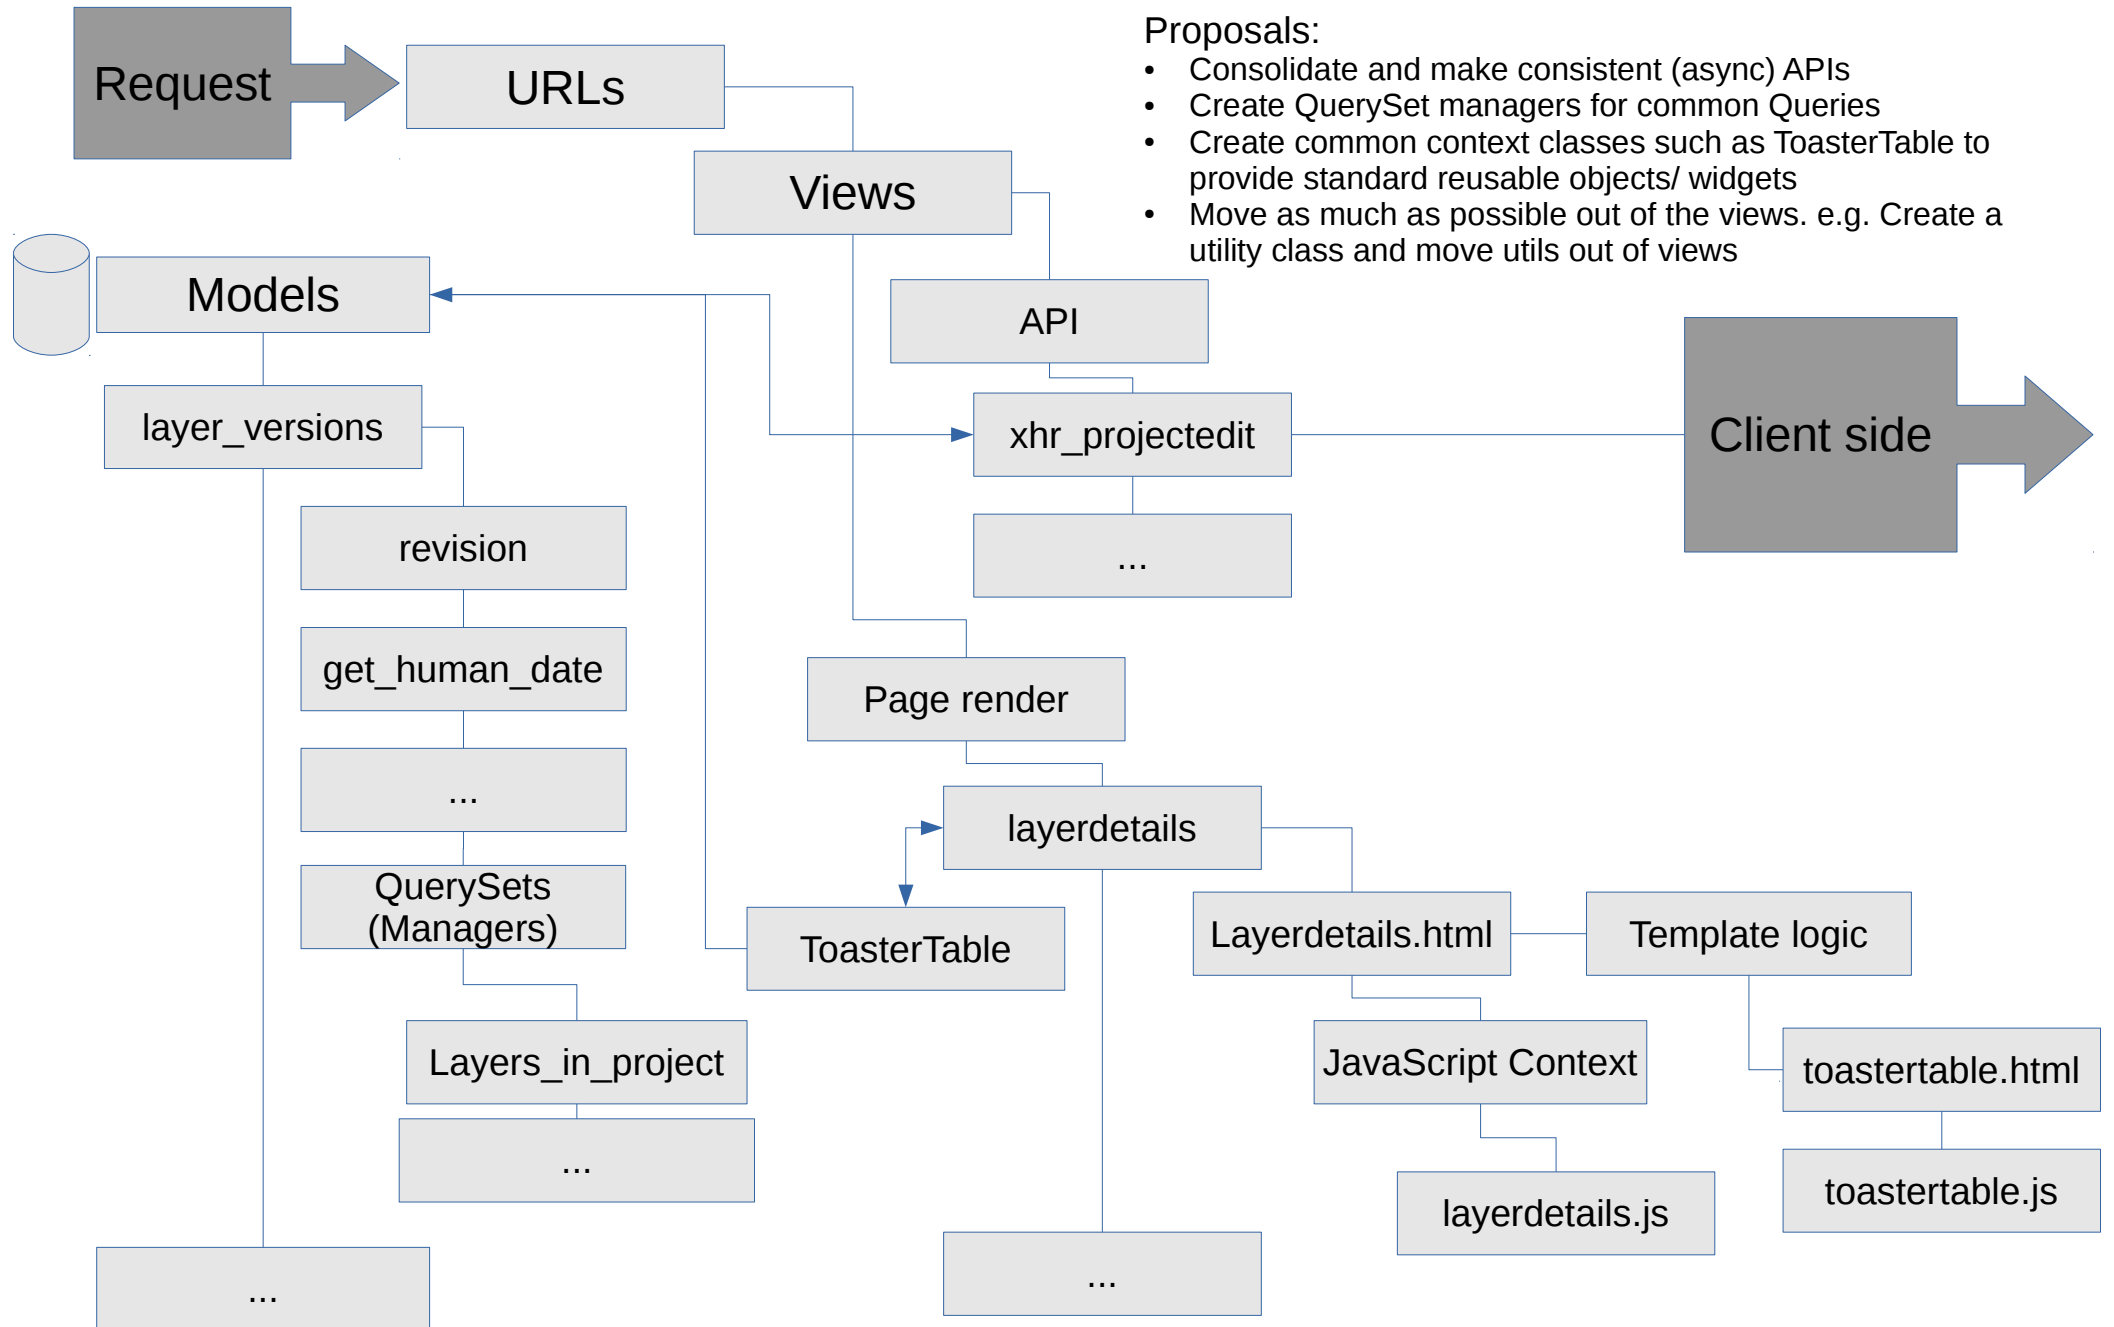 Request
URLs
Proposals:
• Consolidate and make consistent (async) APIs
• Create QuerySet managers for common Queries
• Create common context classes such as ToasterTable to
provide standard reusable objects/ widgets
• Move as much as possible out of the views. e.g. Create a
utility class and move utils out of views
Views
Models
API
layer_versions
xhr_projectedit
Client side
revision
...
get_human_date
Page render
...
layerdetails
QuerySets
(Managers)
ToasterTable
Layerdetails.html
Template logic
Layers_in_project
JavaScript Context
toastertable.html
...
layerdetails.js
toastertable.js
...
...